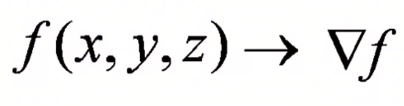 f(x, y, z) → ∇f